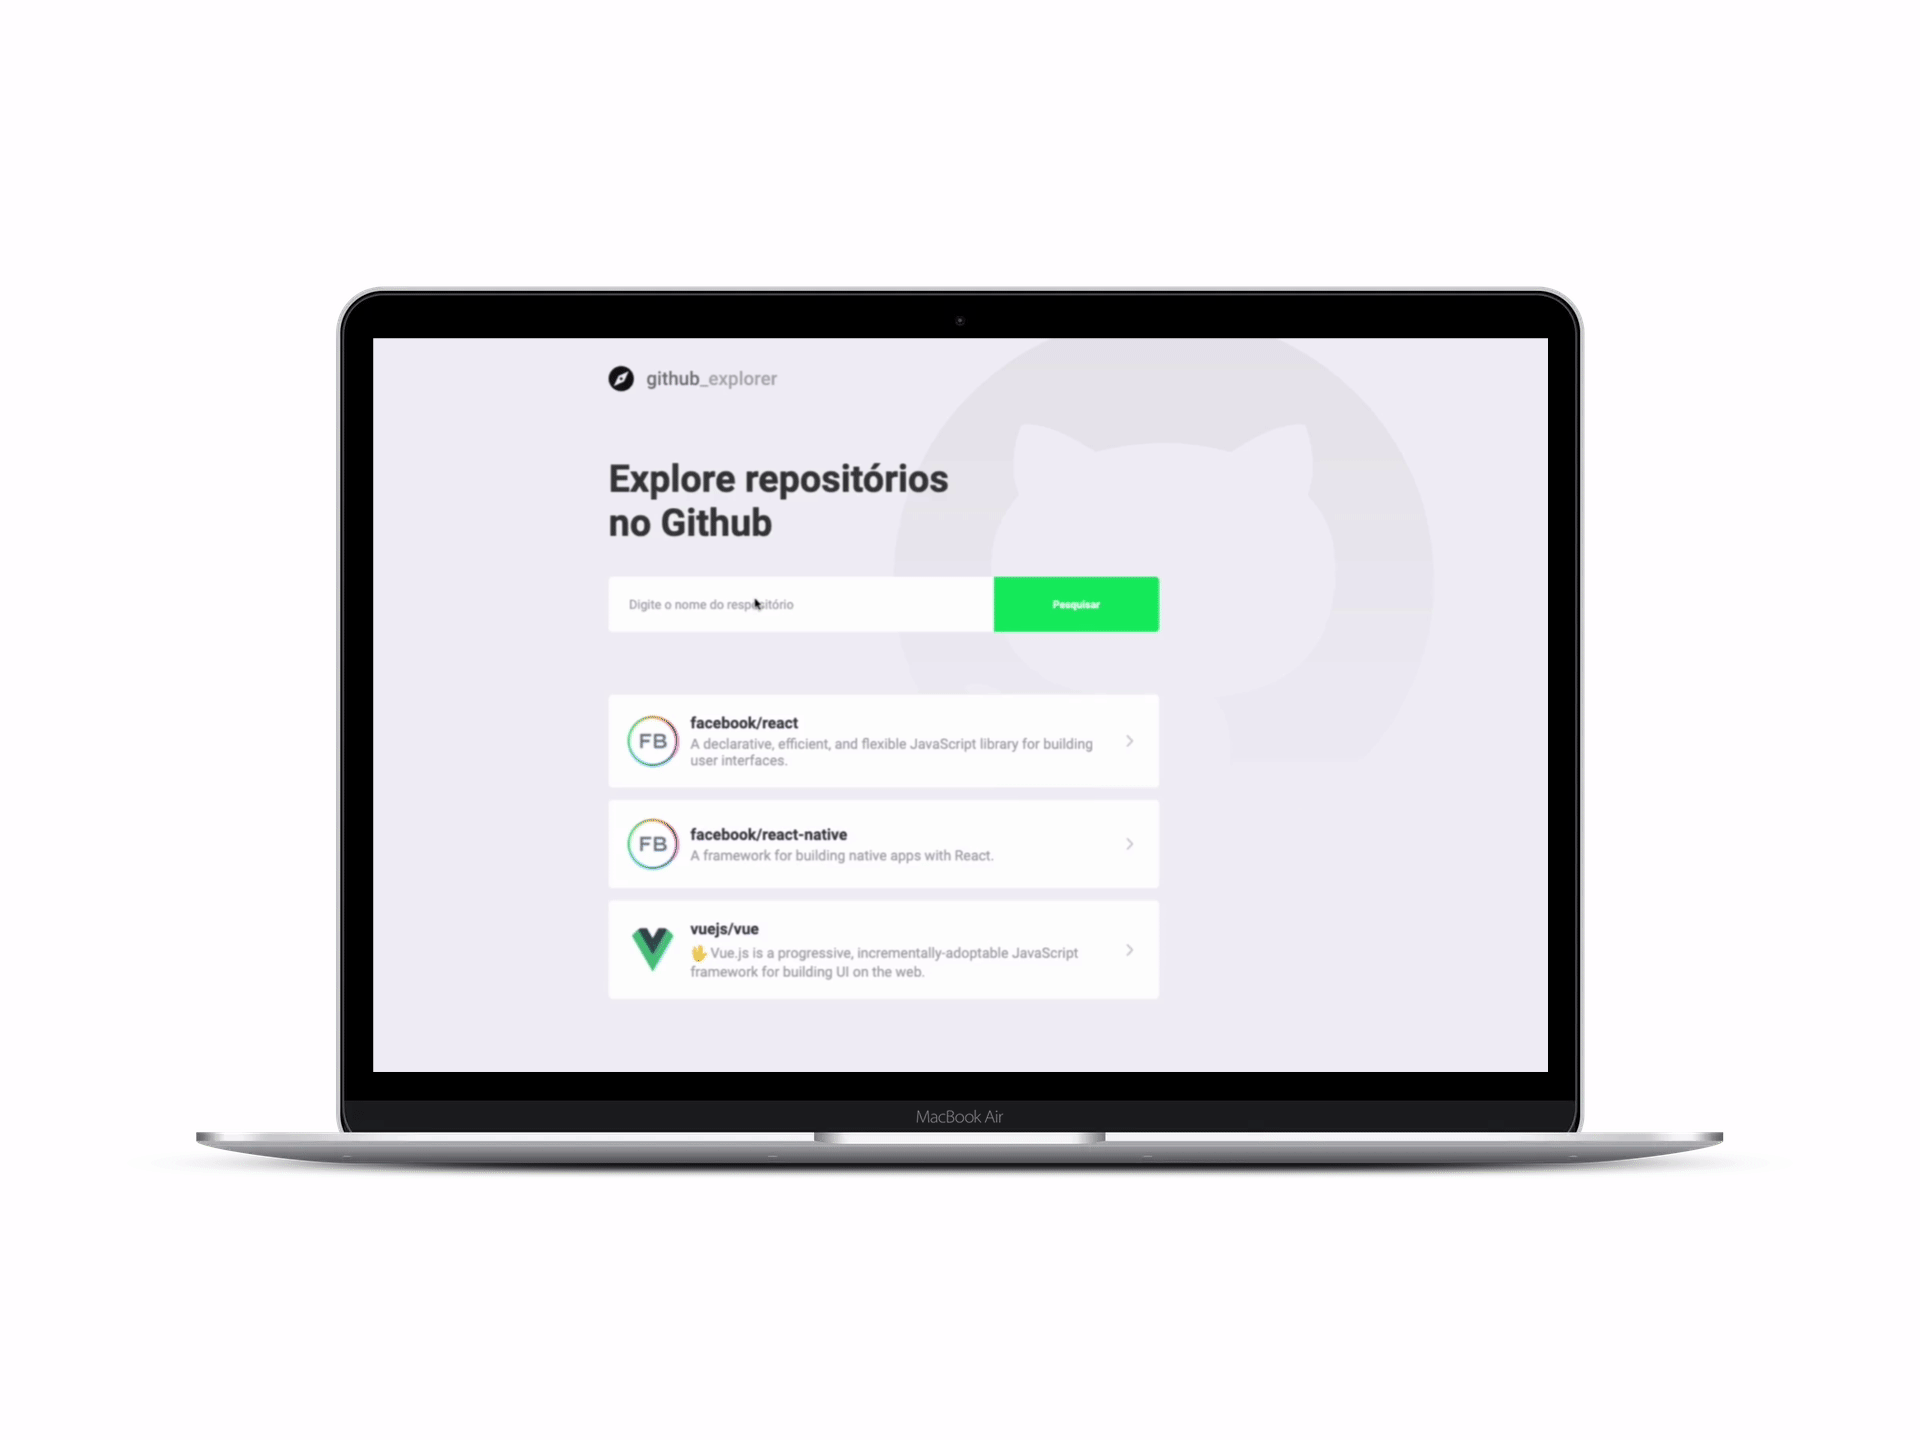 github_explorer
Explore repositórios
no Github
Digite o nome do respositório
Pesquisar
FB
facebook/react
A declarative, efficient, and flexible JavaScript library for building
user interfaces.
FB
facebook/react-native
A framework for building native apps with React.
vuejs/vue
🖖 Vue.js is a progressive, incrementally-adoptable JavaScript
framework for building UI on the web.
MacBook Air